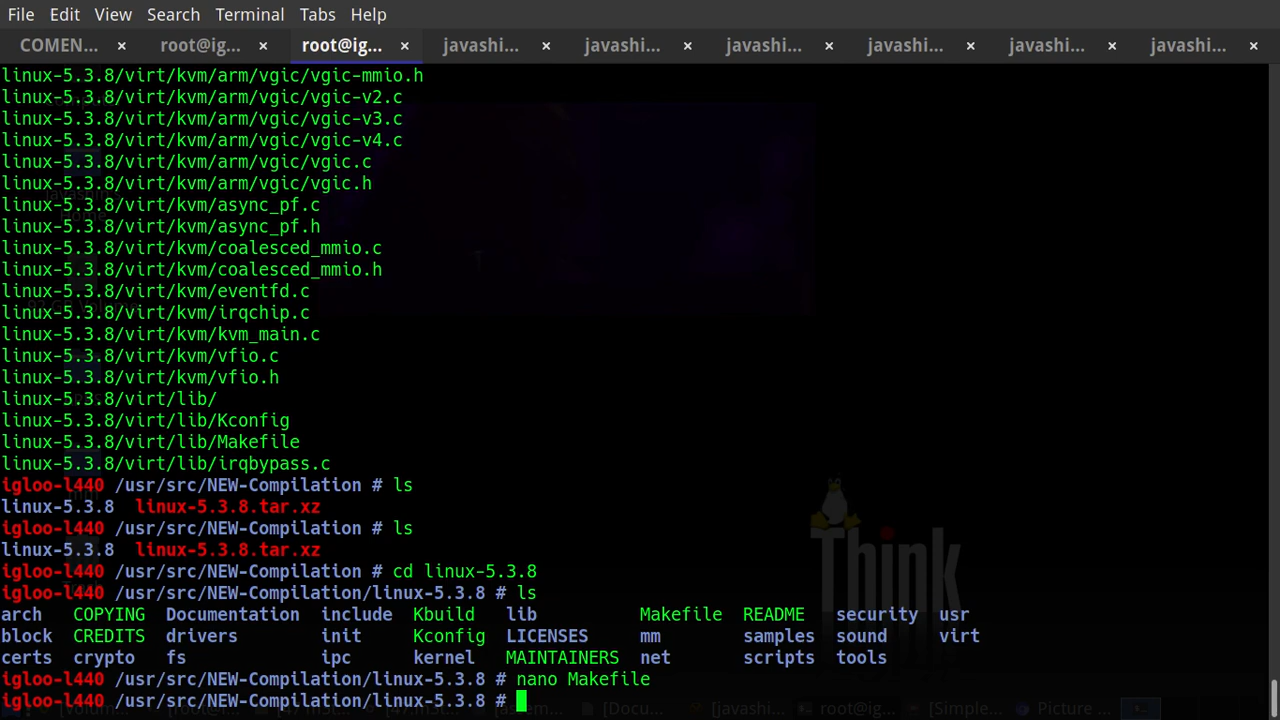 File Edit View Search Terminal Tabs Help
COMEN... × root@ig... × root@ig... × javashi... × javashi... × javashi... × javashi... × javashi... × javashi... ×
linux-5.3.8/virt/kvm/arm/vgic/vgic-mmio.h
linux-5.3.8/virt/kvm/arm/vgic/vgic-v2.c
linux-5.3.8/virt/kvm/arm/vgic/vgic-v3.c
linux-5.3.8/virt/kvm/arm/vgic/vgic-v4.c
linux-5.3.8/virt/kvm/arm/vgic/vgic.c
linux-5.3.8/virt/kvm/arm/vgic/vgic.h
linux-5.3.8/virt/kvm/async_pf.c
linux-5.3.8/virt/kvm/async_pf.h
linux-5.3.8/virt/kvm/coalesced_mmio.c
linux-5.3.8/virt/kvm/coalesced_mmio.h
linux-5.3.8/virt/kvm/eventfd.c
linux-5.3.8/virt/kvm/irqchip.c
linux-5.3.8/virt/kvm/kvm_main.c
linux-5.3.8/virt/kvm/vfio.c
linux-5.3.8/virt/kvm/vfio.h
linux-5.3.8/virt/lib/
linux-5.3.8/virt/lib/Kconfig
linux-5.3.8/virt/lib/Makefile
linux-5.3.8/virt/lib/irqbypass.c
igloo-l440 /usr/src/NEW-Compilation # ls
linux-5.3.8 linux-5.3.8.tar.xz
igloo-l440 /usr/src/NEW-Compilation # ls
linux-5.3.8 linux-5.3.8.tar.xz
igloo-l440 /usr/src/NEW-Compilation # cd linux-5.3.8
igloo-l440 /usr/src/NEW-Compilation/linux-5.3.8 # ls
arch COPYING Documentation include Kbuild lib Makefile README security usr
block CREDITS drivers init Kconfig LICENSES mm samples sound virt
certs crypto fs ipc kernel MAINTAINERS net scripts tools
igloo-l440 /usr/src/NEW-Compilation/linux-5.3.8 # nano Makefile
igloo-l440 /usr/src/NEW-Compilation/linux-5.3.8 #
Think